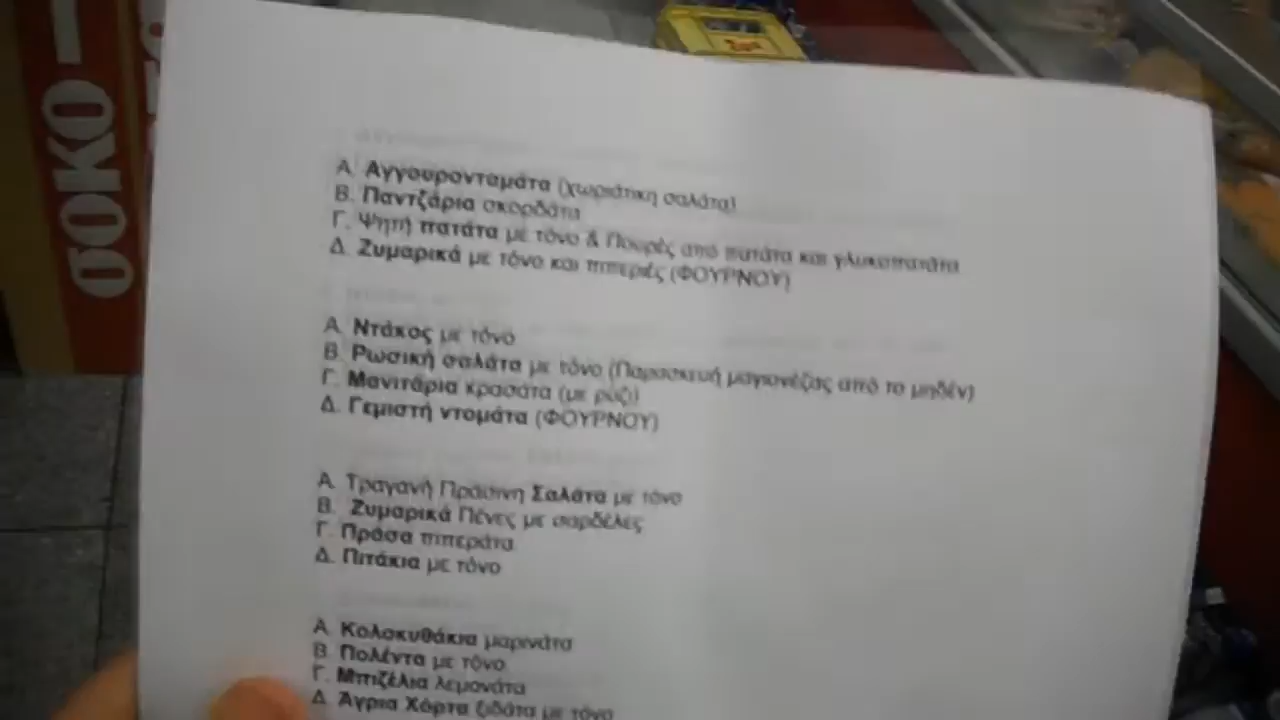 ΣΟΚΟ
Α. Αγγουροντομάτα (χωριάτικη σαλάτα)
Β. Παντζάρια σκορδάτα
Γ. Ψητή πατάτα με τόνο & Πουρές από πατάτα και γλυκοπατάτα
Δ. Ζυμαρικά με τόνο και πιπεριές (ΦΟΥΡΝΟΥ)
Α. Ντάκος με τόνο
Β. Ρωσική σαλάτα με τόνο (Παρασκευή μαγιονέζας από το μηδέν)
Γ. Μανιτάρια κρασάτα (με ρύζι)
Δ. Γεμιστή ντομάτα (ΦΟΥΡΝΟΥ)
Α. Τραγανή Πράσινη Σαλάτα με τόνο
Β. Ζυμαρικά Πένες με σαρδέλες
Γ. Πράσα πιπεράτα
Δ. Πιτάκια με τόνο
Α. Κολοκυθάκια μαρινάτα
Β. Πολέντα με τόνο
Γ. Μπιζέλια λεμονάτα
Δ. Άγρια Χόρτα ξιδάτα με τόνο